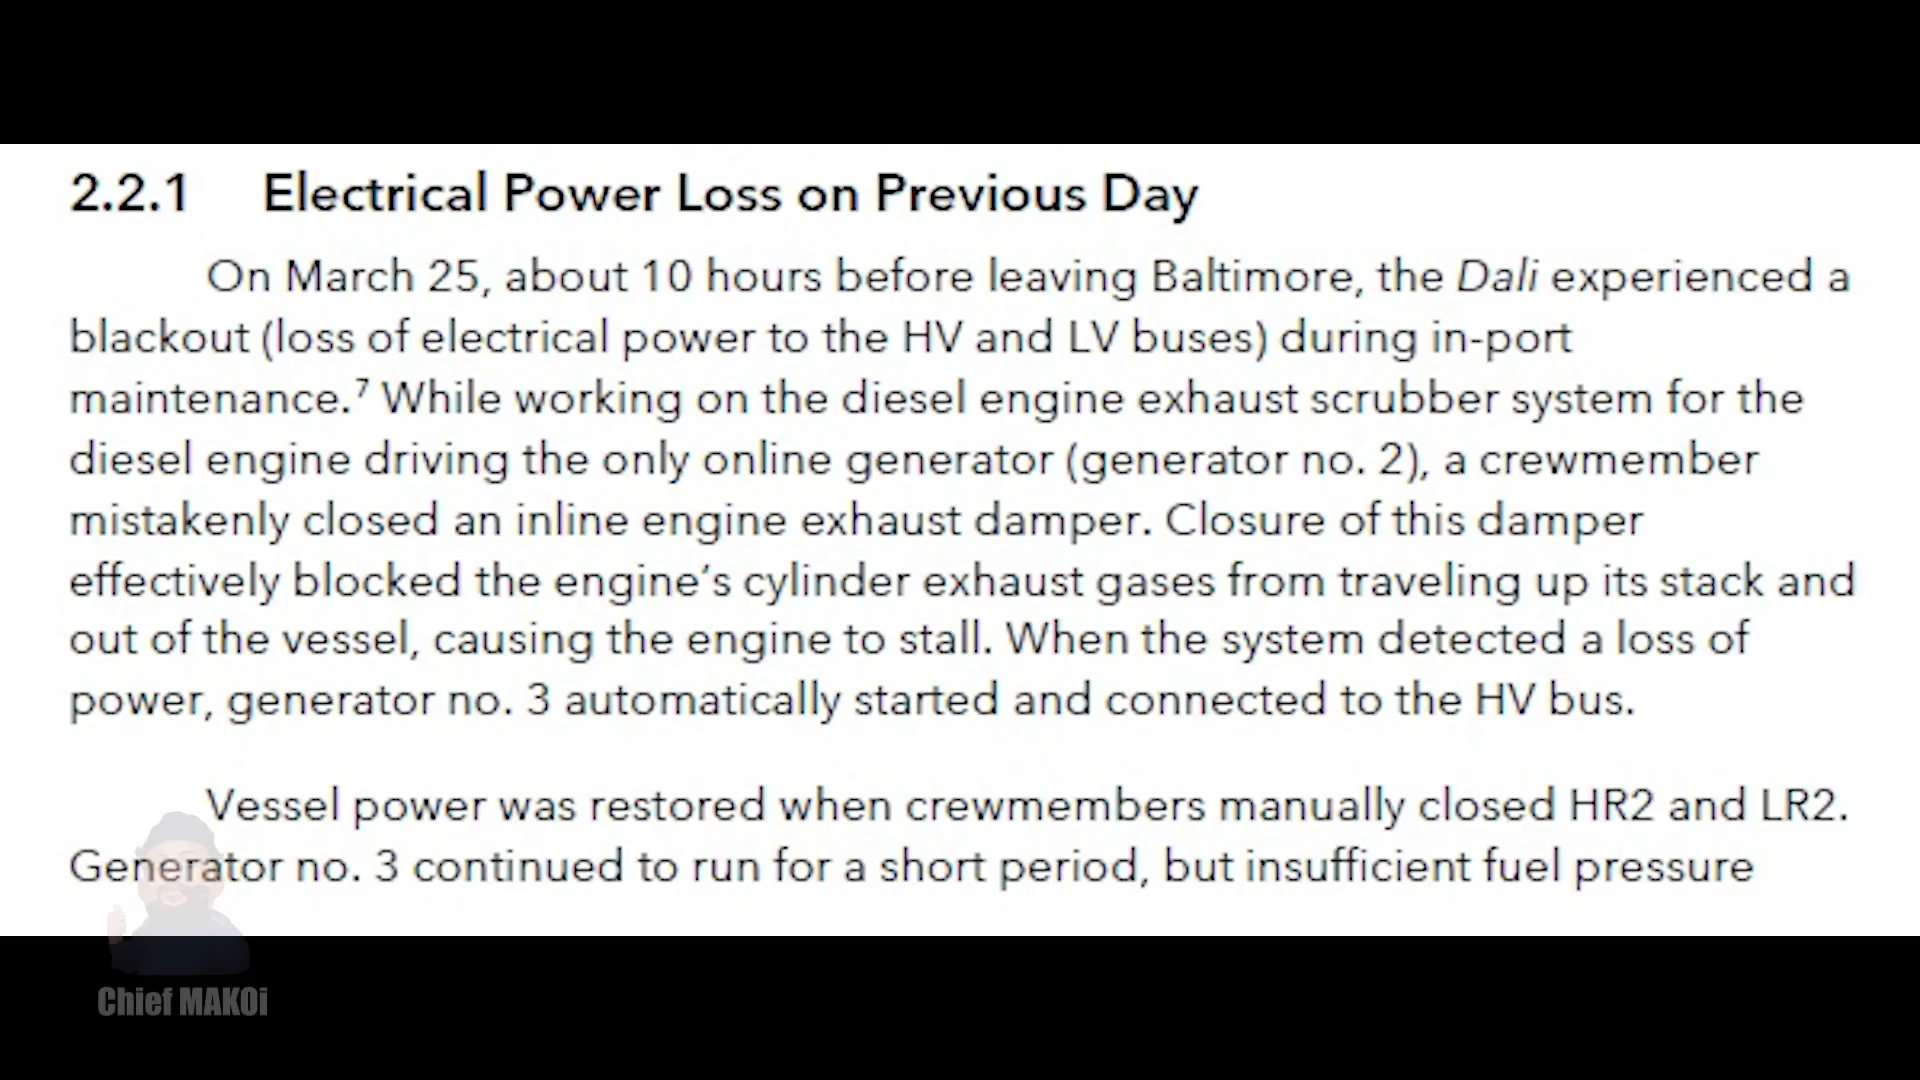 2.2.1 Electrical Power Loss on Previous Day
On March 25, about 10 hours before leaving Baltimore, the Dali experienced a
blackout (loss of electrical power to the HV and LV buses) during in-port
maintenance.⁷ While working on the diesel engine exhaust scrubber system for the
diesel engine driving the only online generator (generator no. 2), a crewmember
mistakenly closed an inline engine exhaust damper. Closure of this damper
effectively blocked the engine’s cylinder exhaust gases from traveling up its stack and
out of the vessel, causing the engine to stall. When the system detected a loss of
power, generator no. 3 automatically started and connected to the HV bus.
Vessel power was restored when crewmembers manually closed HR2 and LR2.
Generator no. 3 continued to run for a short period, but insufficient fuel pressure
Chief MAKOi